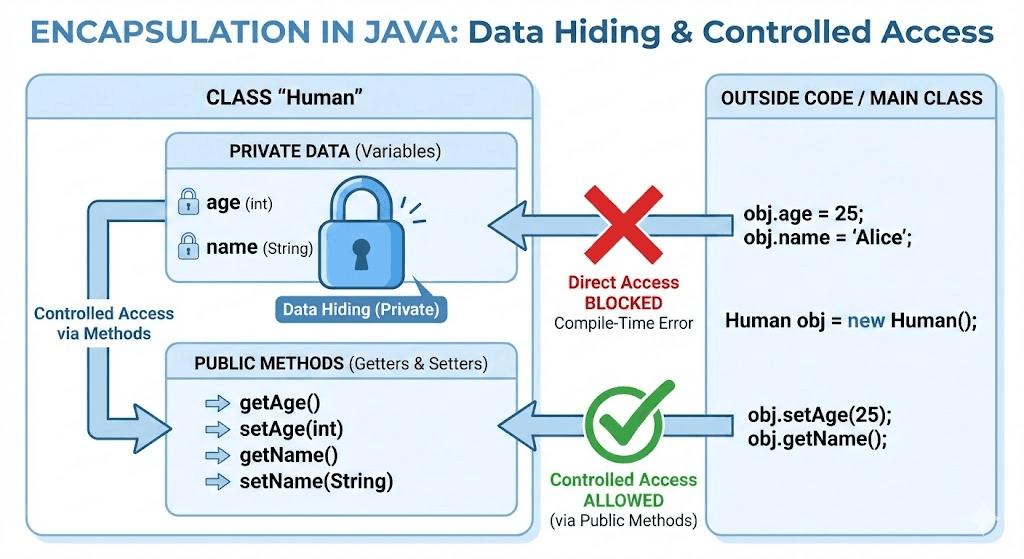 ENCAPSULATION IN JAVA: Data Hiding & Controlled Access
CLASS “Human”
PRIVATE DATA (Variables)
age (int)
name (String)
Data Hiding (Private)
Controlled Access
via Methods
PUBLIC METHODS (Getters & Setters)
getAge()
setAge(int)
getName()
setName(String)
Direct Access
BLOCKED
Compile-Time Error
Controlled Access
ALLOWED
(via Public Methods)
OUTSIDE CODE / MAIN CLASS
obj.age = 25;
obj.name = ‘Alice’;
Human obj = new Human();
obj.setAge(25);
obj.getName();